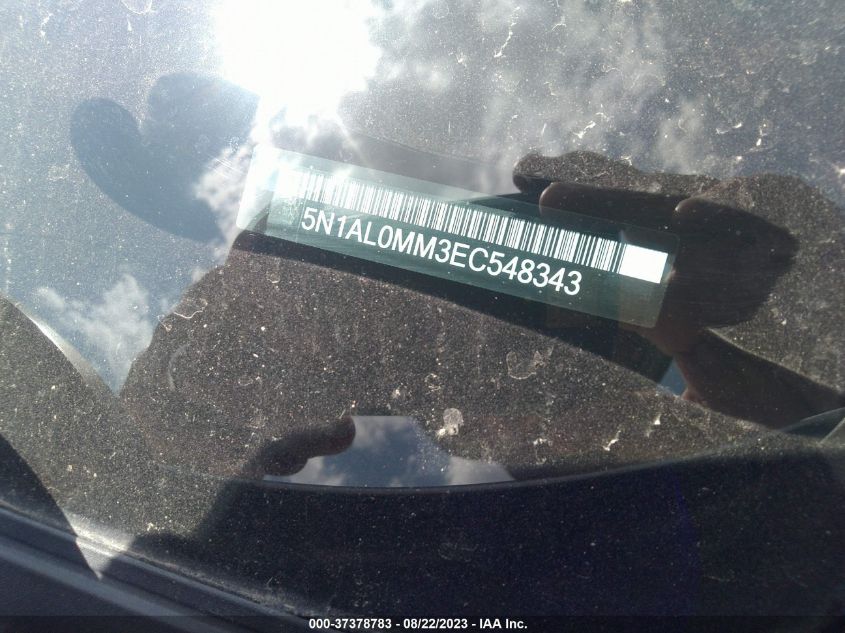 5N1AL0MM3EC548343
000-37378783 - 08/22/2023 - IAA Inc.